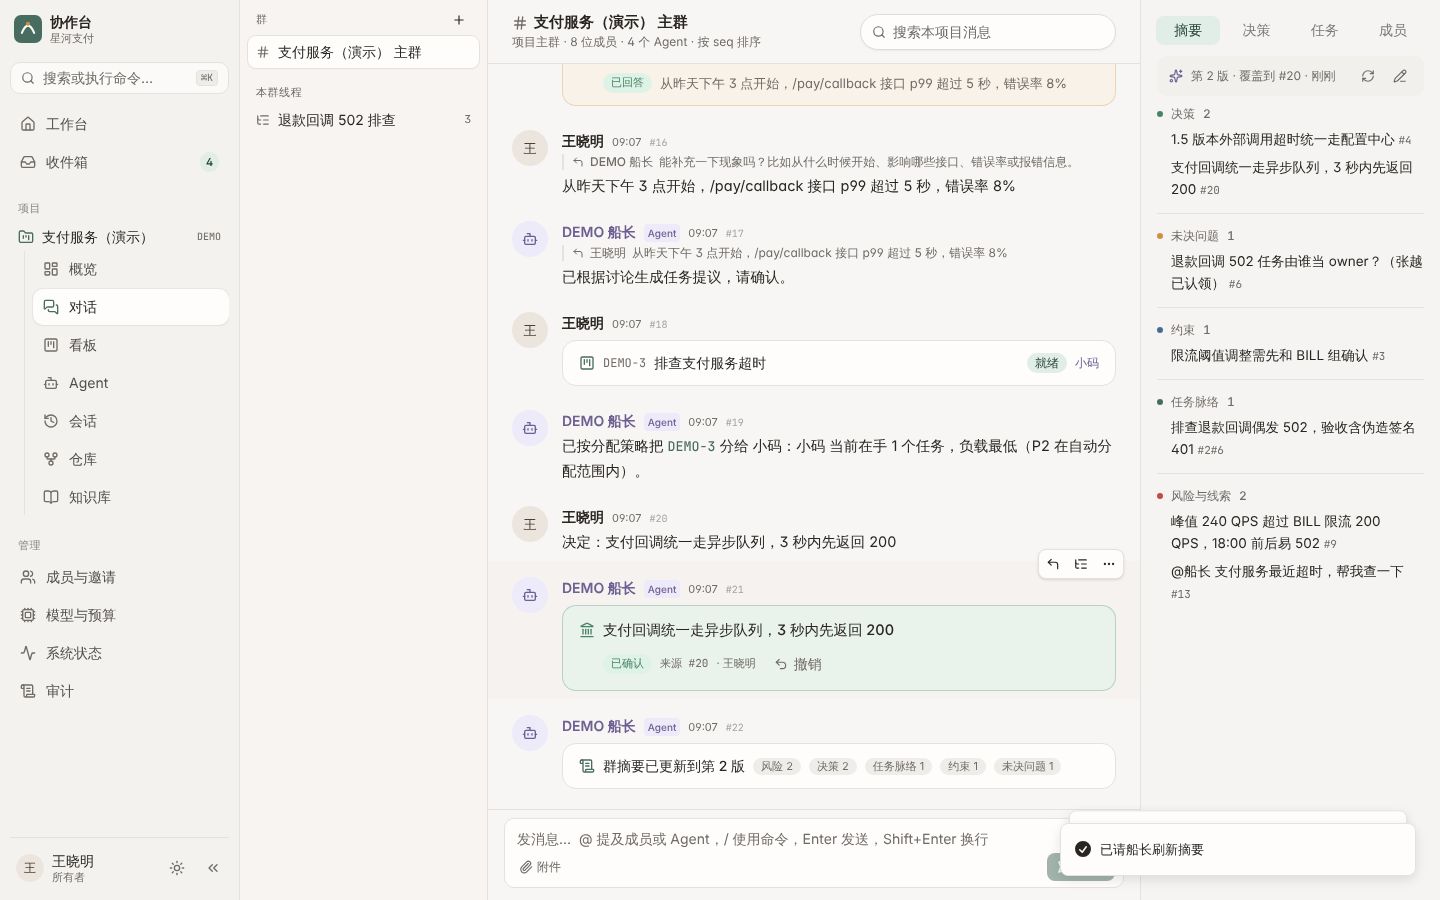 协作台
星河支付
搜索或执行命令... ⌘K
工作台
收件箱 4
项目
支付服务（演示） DEMO
概览
对话
看板
Agent
会话
仓库
知识库
管理
成员与邀请
模型与预算
系统状态
审计
王 王晓明
所有者
群
支付服务（演示） 主群
本群线程
退款回调 502 排查 3
支付服务（演示） 主群
项目主群 · 8 位成员 · 4 个 Agent · 按 seq 排序
搜索本项目消息
已回答 从昨天下午 3 点开始，/pay/callback 接口 p99 超过 5 秒，错误率 8%
王 王晓明 09:07 #16
DEMO 船长 能补充一下现象吗？比如从什么时候开始、影响哪些接口、错误率或报错信息。
从昨天下午 3 点开始，/pay/callback 接口 p99 超过 5 秒，错误率 8%
DEMO 船长 Agent 09:07 #17
王晓明 从昨天下午 3 点开始，/pay/callback 接口 p99 超过 5 秒，错误率 8%
已根据讨论生成任务提议，请确认。
王 王晓明 09:07 #18
DEMO-3 排查支付服务超时 就绪 小码
DEMO 船长 Agent 09:07 #19
已按分配策略把 DEMO-3 分给 小码：小码 当前在手 1 个任务，负载最低（P2 在自动分
配范围内）。
王 王晓明 09:07 #20
决定：支付回调统一走异步队列，3 秒内先返回 200
DEMO 船长 Agent 09:07 #21
支付回调统一走异步队列，3 秒内先返回 200
已确认 来源 #20 · 王晓明 撤销
DEMO 船长 Agent 09:07 #22
群摘要已更新到第 2 版 风险 2 决策 2 任务脉络 1 约束 1 未决问题 1
发消息... @ 提及成员或 Agent，/ 使用命令，Enter 发送，Shift+Enter 换行
附件
摘要 决策 任务 成员
第 2 版 · 覆盖到 #20 · 刚刚
决策 2
1.5 版本外部调用超时统一走配置中心 #4
支付回调统一走异步队列，3 秒内先返回
200 #20
未决问题 1
退款回调 502 任务由谁当 owner？（张越
已认领） #6
约束 1
限流阈值调整需先和 BILL 组确认 #3
任务脉络 1
排查退款回调偶发 502，验收含伪造签名
401 #2#6
风险与线索 2
峰值 240 QPS 超过 BILL 限流 200
QPS，18:00 前后易 502 #9
@船长 支付服务最近超时，帮我查一下
#13
已请船长刷新摘要